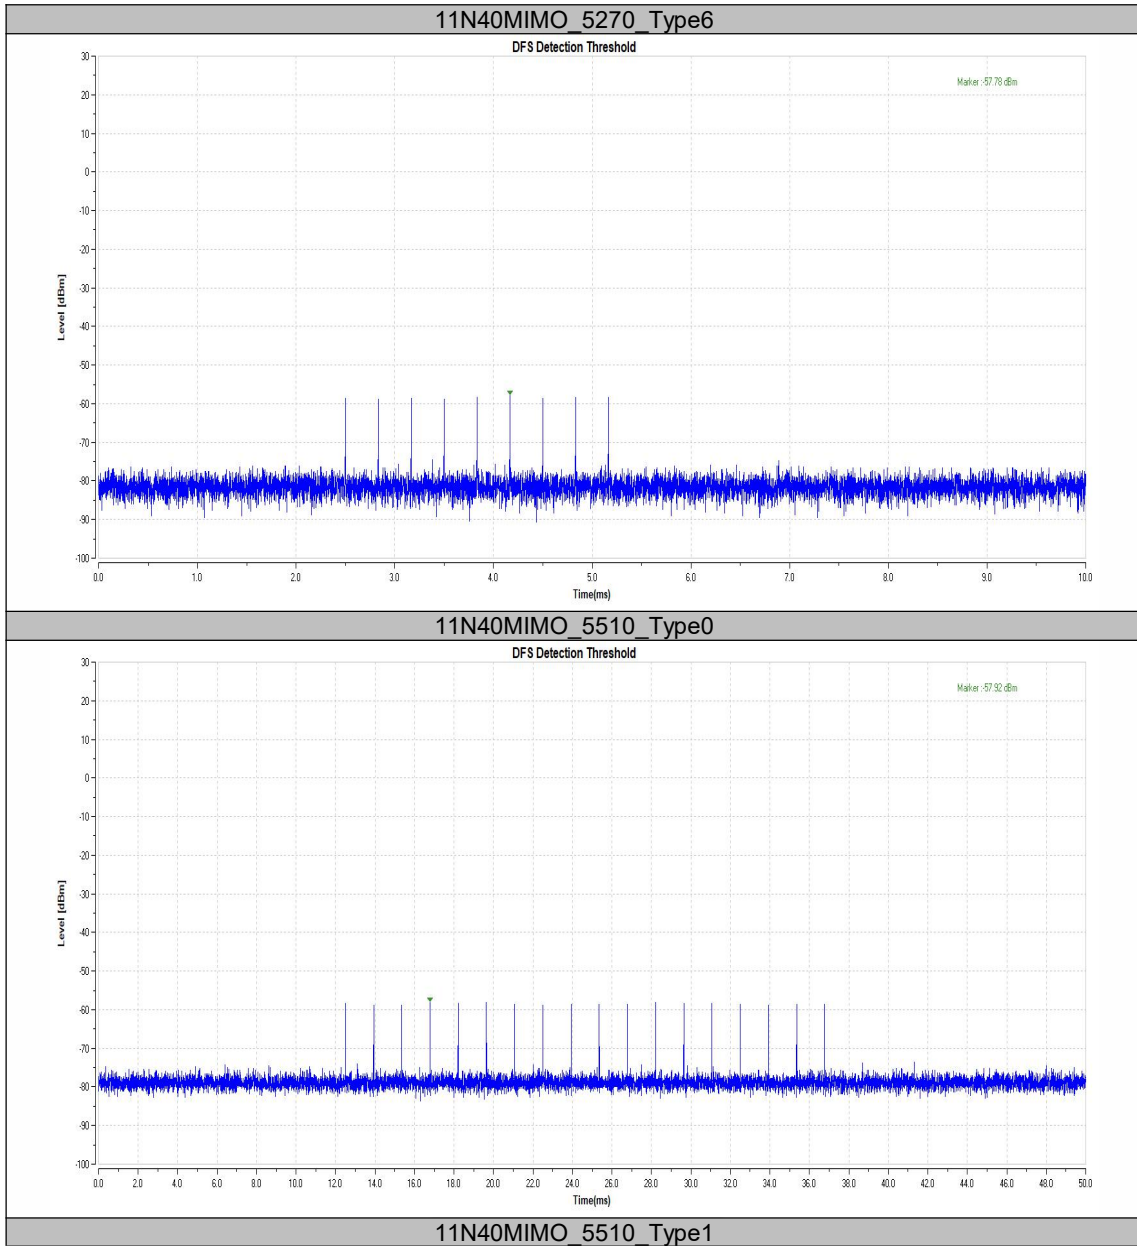 11N40MIMO_5270_Type6
DFS Detection Threshold
Marker :-57.78 dBm
30
20
10
0
-10
-20
-30
-40
-50
-60
-70
-80
-90
-100
Level [dBm]
0.0 1.0 2.0 3.0 4.0 5.0 6.0 7.0 8.0 9.0 10.0
Time(ms)
11N40MIMO_5510_Type0
DFS Detection Threshold
Marker :-57.92 dBm
30
20
10
0
-10
-20
-30
-40
-50
-60
-70
-80
-90
-100
Level [dBm]
0.0 2.0 4.0 6.0 8.0 10.0 12.0 14.0 16.0 18.0 20.0 22.0 24.0 26.0 28.0 30.0 32.0 34.0 36.0 38.0 40.0 42.0 44.0 46.0 48.0 50.0
Time(ms)
11N40MIMO_5510_Type1